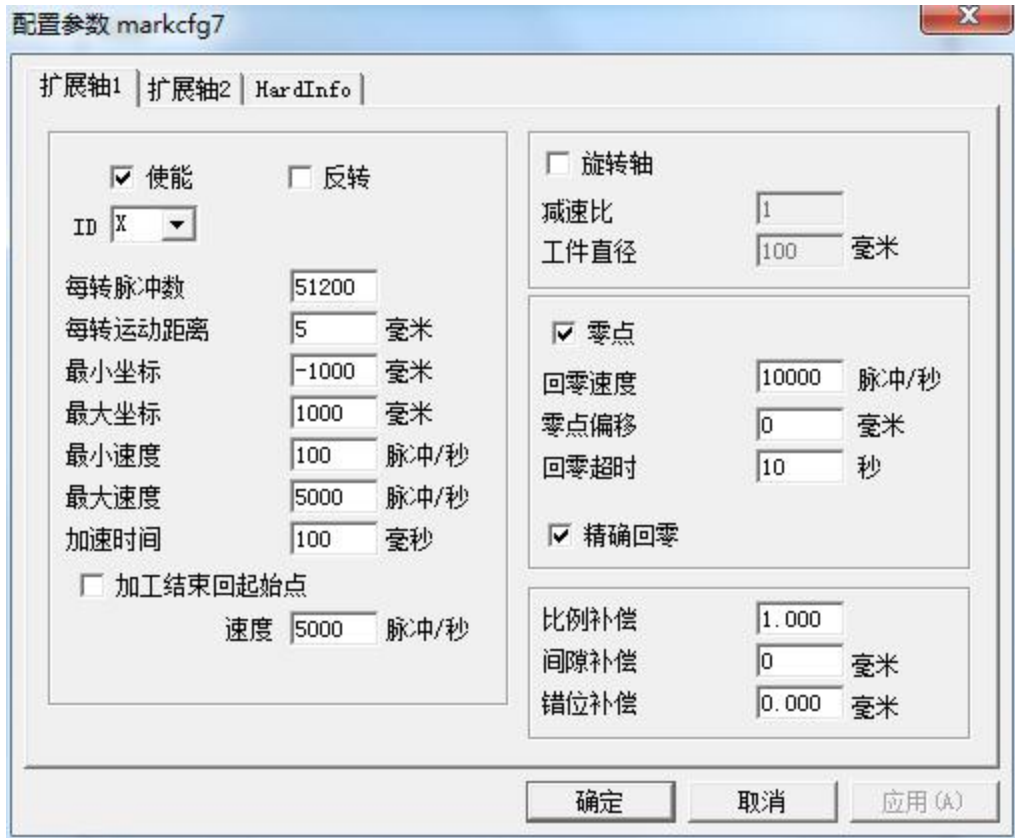 配置参数 markcfg7
扩展轴1 扩展轴2 HardInfo
使能 反转
ID X
每转脉冲数 51200
每转运动距离 5 毫米
最小坐标 -1000 毫米
最大坐标 1000 毫米
最小速度 100 脉冲/秒
最大速度 5000 脉冲/秒
加速时间 100 毫秒
加工结束回起始点
速度 5000 脉冲/秒
旋转轴
减速比 1
工件直径 100 毫米
零点
回零速度 10000 脉冲/秒
零点偏移 0 毫米
回零超时 10 秒
精确回零
比例补偿 1.000
间隙补偿 0 毫米
错位补偿 0.000 毫米
确定 取消 应用(A)